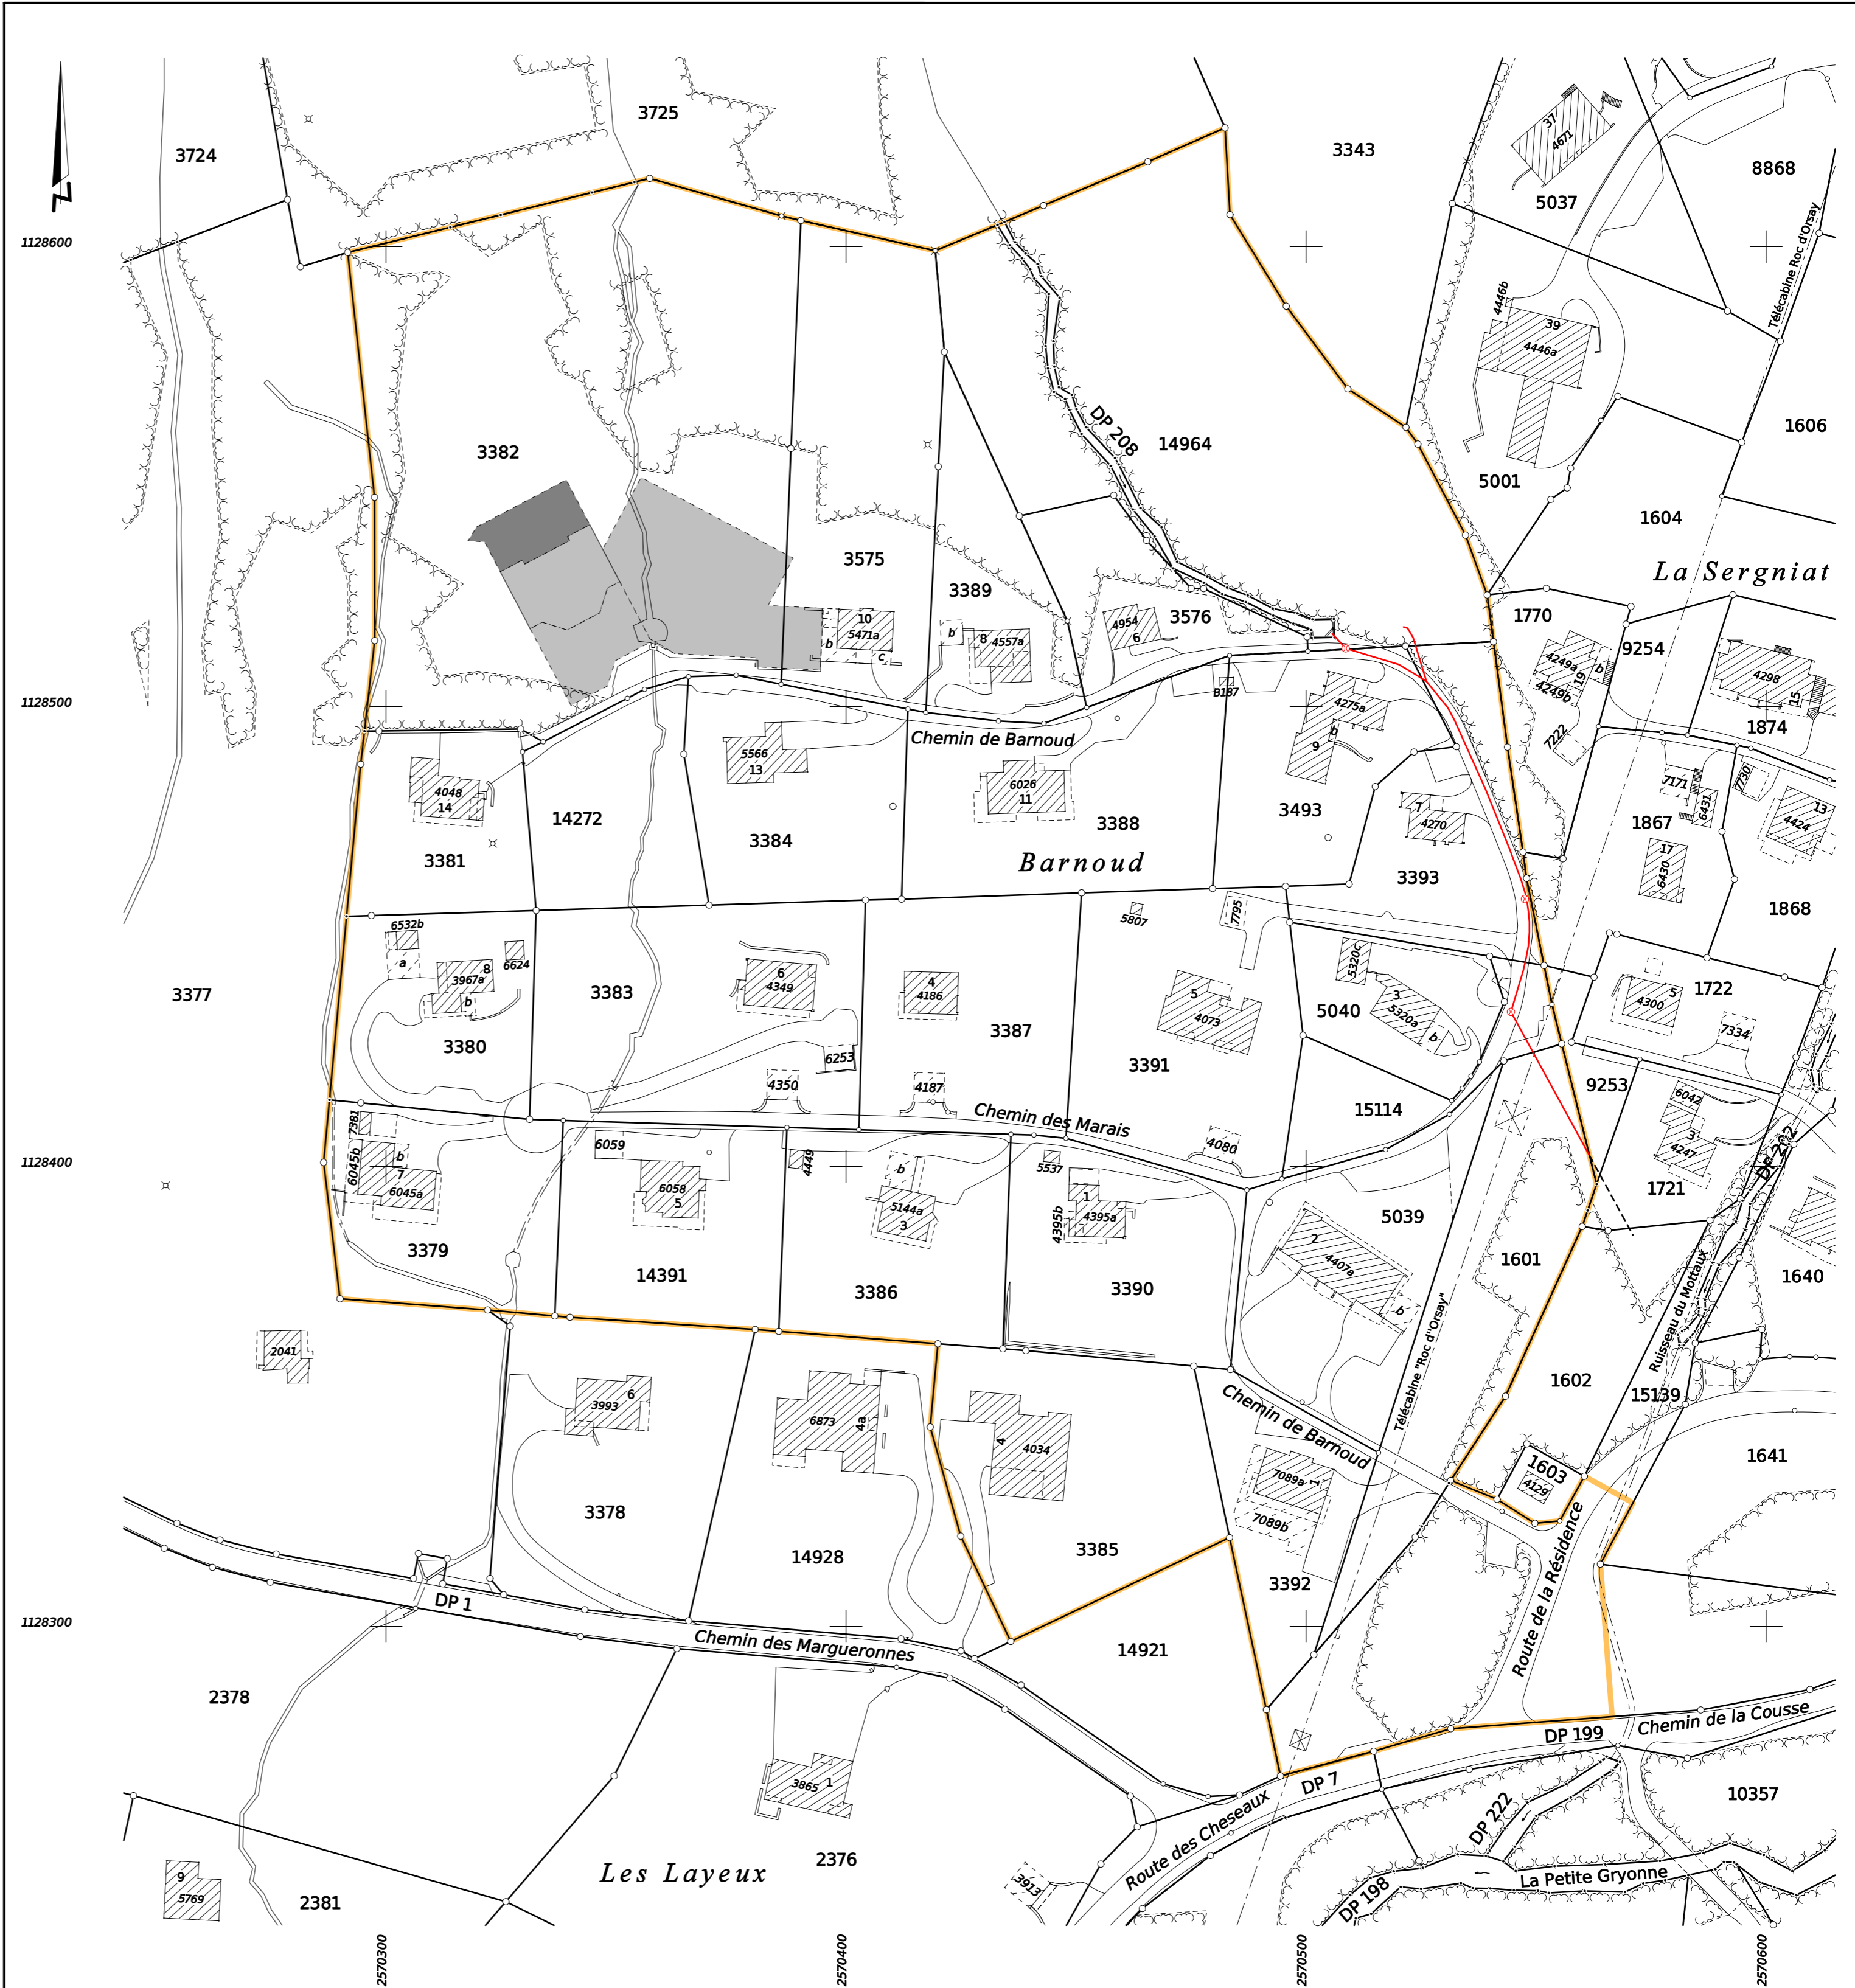 3725
3724
3343
37
4671
8868
5037
Télécabine Roc d'Orsay
1128600
4446b
39
4446a
1606
3382
DP 208
14964
5001
1604
La Sergniat
3575
3389
3576
1770
10
5471a
b
c
b
8
4557a
4954
6
9254
4249a
b
4249b
19
4298
15
1874
7222
1128500
B187
4275a
b
9
Chemin de Barnoud
5566
13
6026
11
4048
14
14272
3384
3388
3493
7
4270
7171
6431
7730
13
4424
1867
17
6430
3381
Barnoud
3393
1868
6532b
a
8
3967a
b
6624
5807
7795
3377
3383
6
4349
4
4186
3387
5
4073
5040
5320c
3
5320a
b
1722
5
4300
7334
3380
6253
3391
4350
4187
9253
15114
6042
3
4247
Chemin des Marais
7381
6045b
b
7
6045a
6059
4449
4080
5537
DP 222
1128400
6058
5
b
5144a
3
1
4395a
4395b
1721
5039
3379
14391
3386
3390
2
4407a
b
1601
1640
Télécabine "Roc d'Orsay"
Ruisseau du Mottaux
2041
3993
6
6873
4a
4
4034
Chemin de Barnoud
1602
15139
1641
1603
4129
7089a
1
7089b
3378
14928
3385
3392
Route de la Résidence
DP 1
1128300
Chemin des Margueronnes
14921
2378
DP 199
Chemin de la Cousse
3865
1
DP 7
Route des Cheseaux
DP 222
10357
Les Layeux
2376
9
5769
2381
3913
DP 198
La Petite Gryonne
2570300
2570400
2570500
2570600